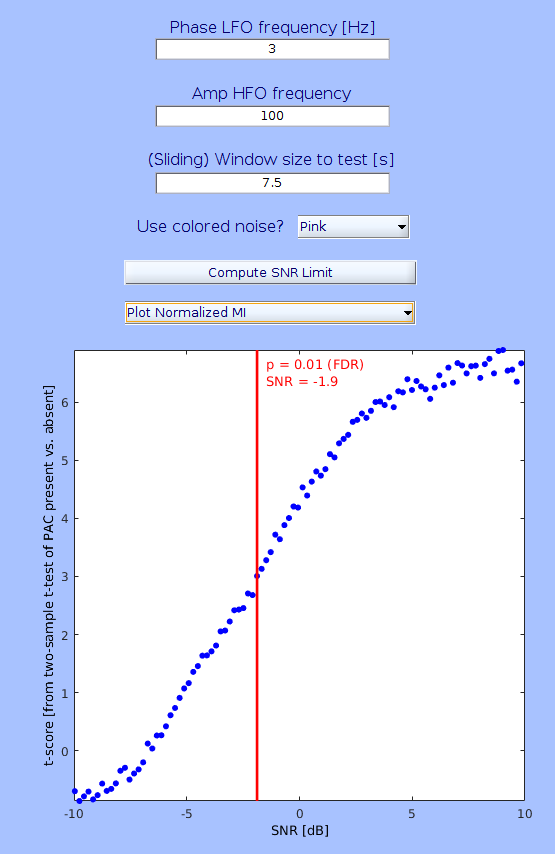 Phase LFO frequency [Hz]
3
Amp HFO frequency
100
(Sliding) Window size to test [s]
7.5
Use colored noise? Pink
Compute SNR Limit
Plot Normalized MI
p = 0.01 (FDR)
SNR = -1.9
t-score [from two-sample t-test of PAC present vs. absent]
6
5
4
3
2
1
0
-10 -5 0 5 10
SNR [dB]